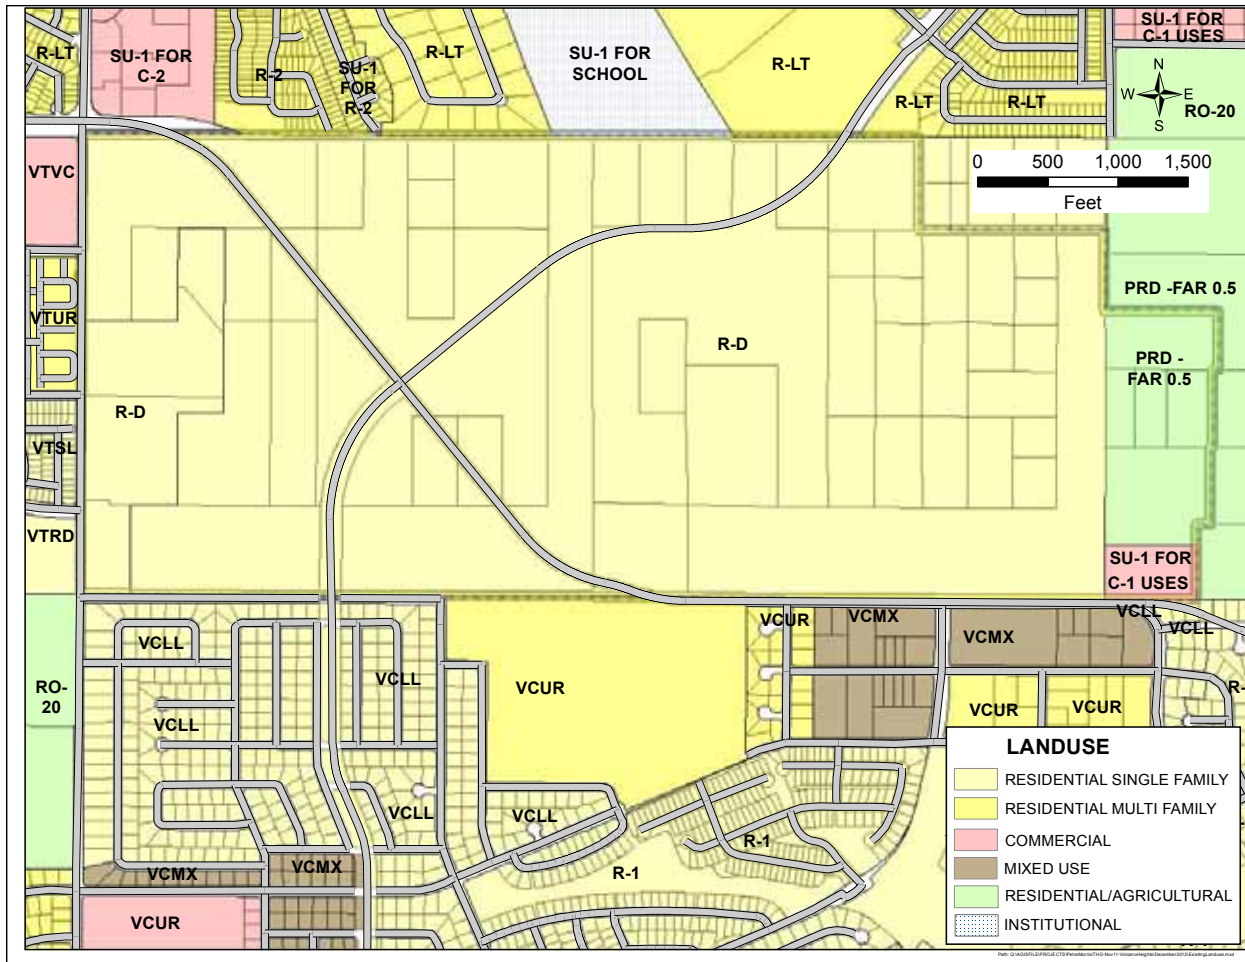 R-LT
SU-1 FOR
C-2
R-2
SU-1
FOR
R-2
R-LT
SU-1 FOR
SCHOOL
R-LT
R-LT
R-LT
SU-1 FOR
C-1 USES
N
W E
S
RO-20
0 500 1,000 1,500
Feet
VTVC
VTUR
VTSL
VTRD
R-D
R-D
PRD -FAR 0.5
PRD -
FAR 0.5
SU-1 FOR
C-1 USES
RO-
20
VCLL
VCLL
VCLL
VCLL
VCLL
VCUR
VCUR
VCMX
VCMX
VCLL
VCLL
R-
VCUR
VCUR
VCMX
VCMX
VCUR
R-1
R-1
LANDUSE
RESIDENTIAL SINGLE FAMILY
RESIDENTIAL MULTI FAMILY
COMMERCIAL
MIXED USE
RESIDENTIAL/AGRICULTURAL
INSTITUTIONAL